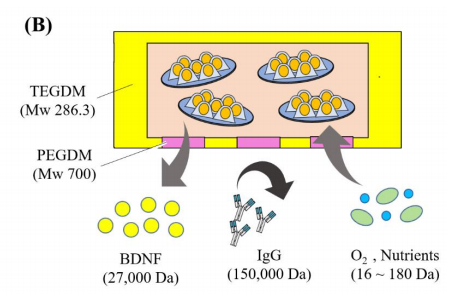 (B)
TEGDM
(Mw 286.3)
PEGDM
(Mw 700)
BDNF
(27,000 Da)
IgG
(150,000 Da)
O₂ , Nutrients
(16 ~ 180 Da)